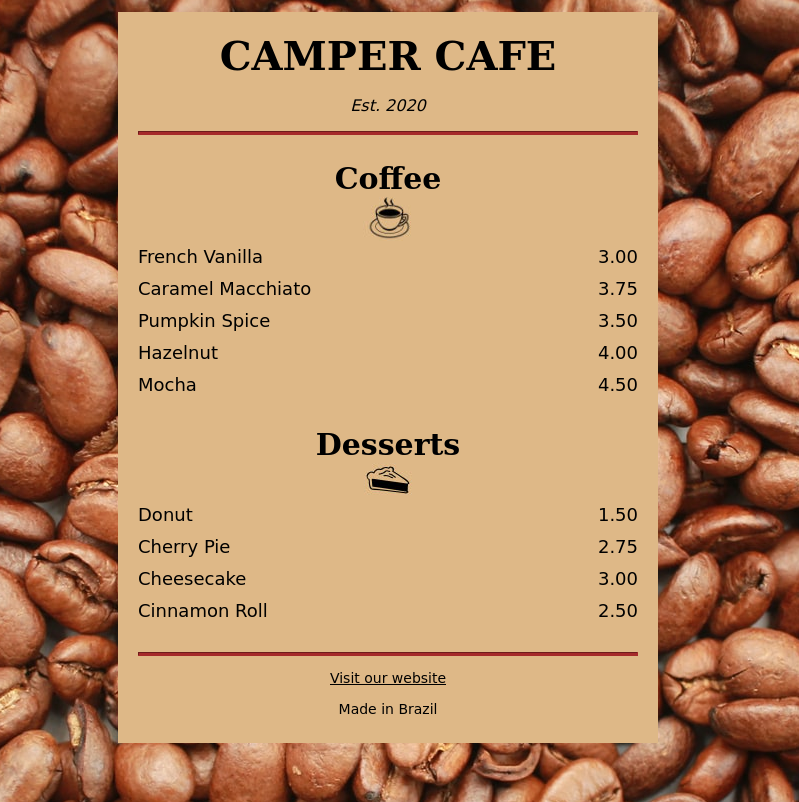 CAMPER CAFE
Est. 2020
Coffee
French Vanilla 3.00
Caramel Macchiato 3.75
Pumpkin Spice 3.50
Hazelnut 4.00
Mocha 4.50
Desserts
Donut 1.50
Cherry Pie 2.75
Cheesecake 3.00
Cinnamon Roll 2.50
Visit our website
Made in Brazil